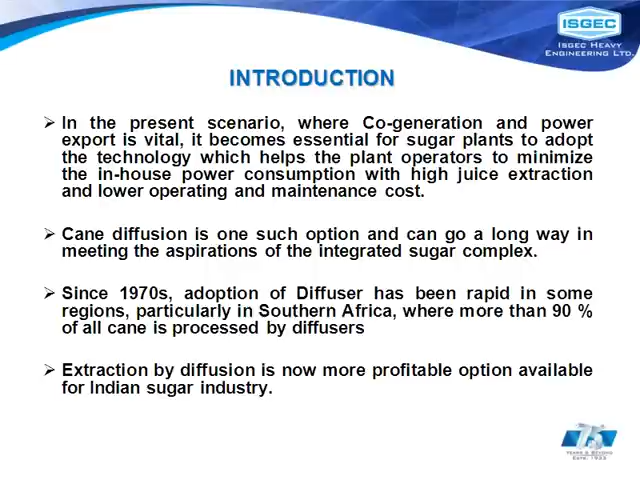 ISGEC
ISGEC HEAVY
ENGINEERING LTD.
INTRODUCTION
➢ In the present scenario, where Co-generation and power
export is vital, it becomes essential for sugar plants to adopt
the technology which helps the plant operators to minimize
the in-house power consumption with high juice extraction
and lower operating and maintenance cost.
➢ Cane diffusion is one such option and can go a long way in
meeting the aspirations of the integrated sugar complex.
➢ Since 1970s, adoption of Diffuser has been rapid in some
regions, particularly in Southern Africa, where more than 90 %
of all cane is processed by diffusers
➢ Extraction by diffusion is now more profitable option available
for Indian sugar industry.
75
YEARS & BEYOND
ESTD. 1933